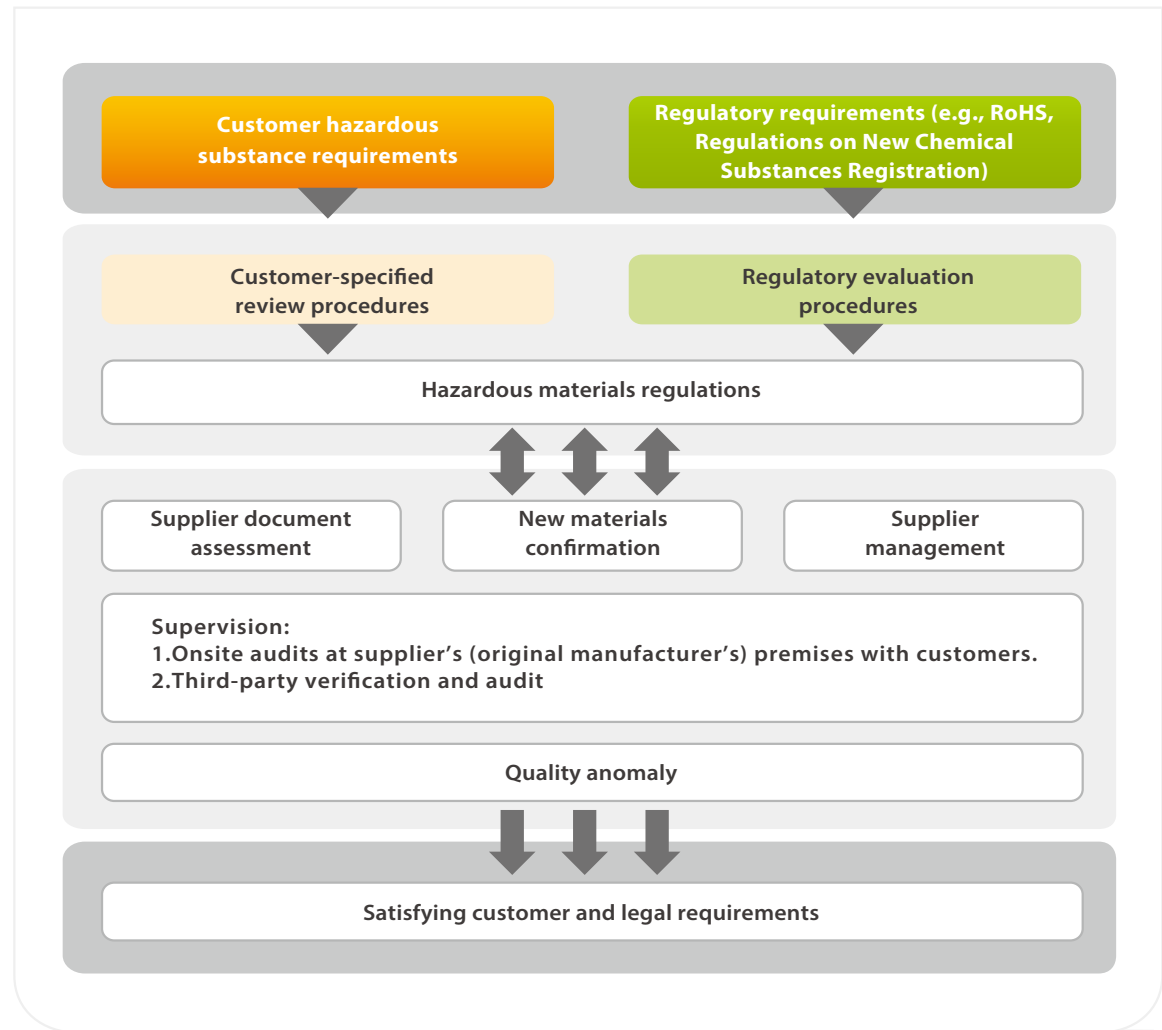 Customer hazardous
substance requirements
Regulatory requirements (e.g., RoHS,
Regulations on New Chemical
Substances Registration)
Customer-specified
review procedures
Regulatory evaluation
procedures
Hazardous materials regulations
Supplier document
assessment
New materials
confirmation
Supplier
management
Supervision:
1.Onsite audits at supplier’s (original manufacturer’s) premises with customers.
2.Third-party verification and audit
Quality anomaly
Satisfying customer and legal requirements